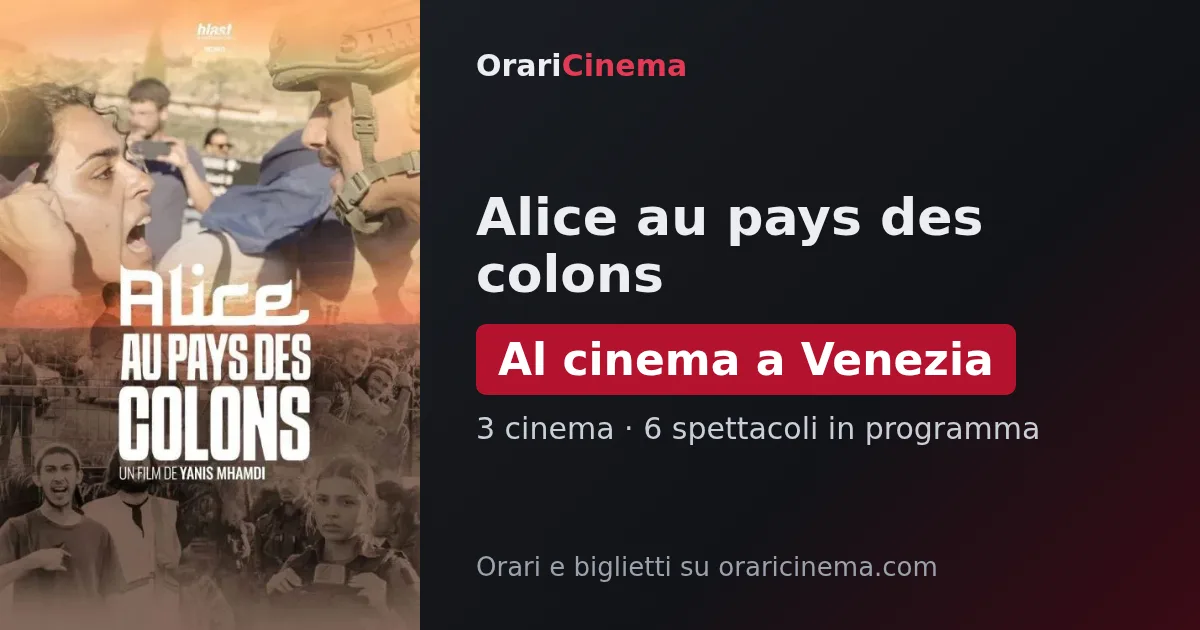 blast
Alice
AU PAYS DES
COLONS
UN FILM DE YANIS MHAMDI
OrariCinema
Alice au pays des
colons
Al cinema a Venezia
3 cinema · 6 spettacoli in programma
Orari e biglietti su oraricinema.com